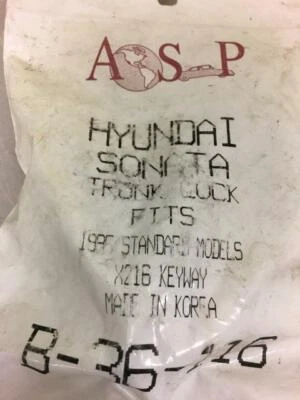 ASP
HYUNDAI
SONATA
TRUNK LOCK
FITS
STANDARD MODELS
X216 KEYWAY
MADE IN KOREA
B-36-